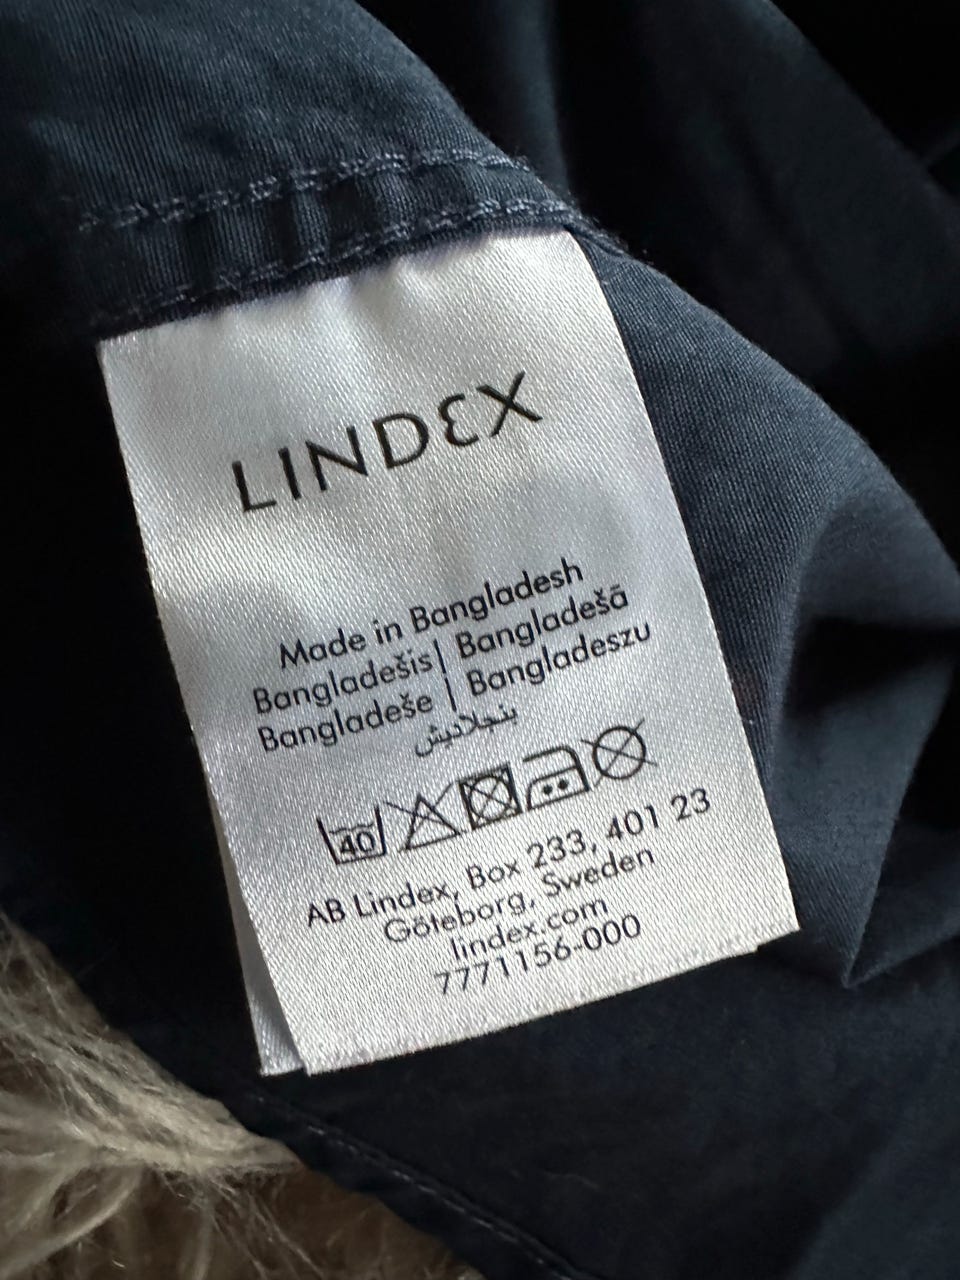 LINDEX
Made in Bangladesh
Bangladešis| Bangladešā
Bangladeše | Bangladeszu
بنجلاديش
40
AB Lindex, Box 233, 401 23
Göteborg, Sweden
lindex.com
7771156-000